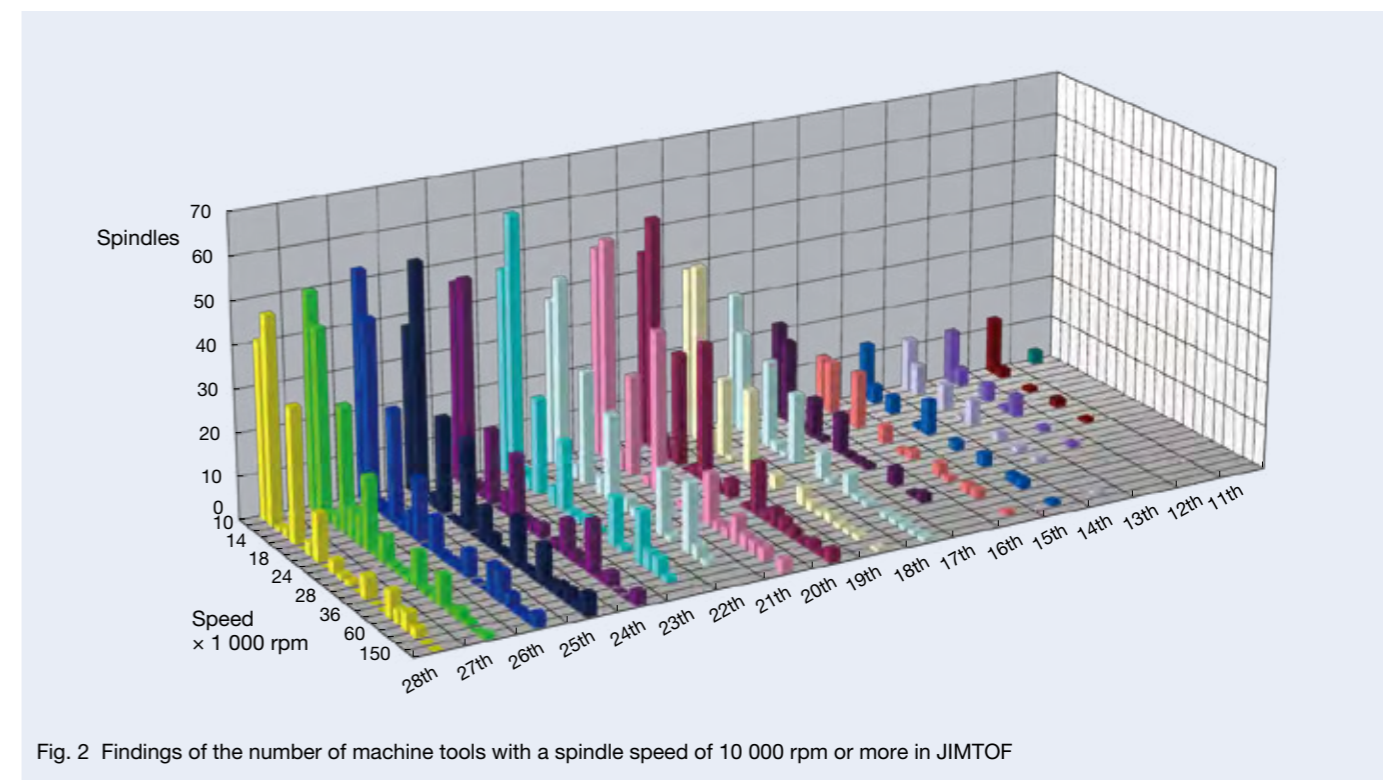 Spindles
70
60
50
40
30
20
10
0
10
14
18
24
28
36
60
150
Speed
× 1 000 rpm
28th
27th
26th
25th
24th
23th
22th
21th
20th
19th
18th
17th
16th
15th
14th
13th
12th
11th
Fig. 2 Findings of the number of machine tools with a spindle speed of 10 000 rpm or more in JIMTOF